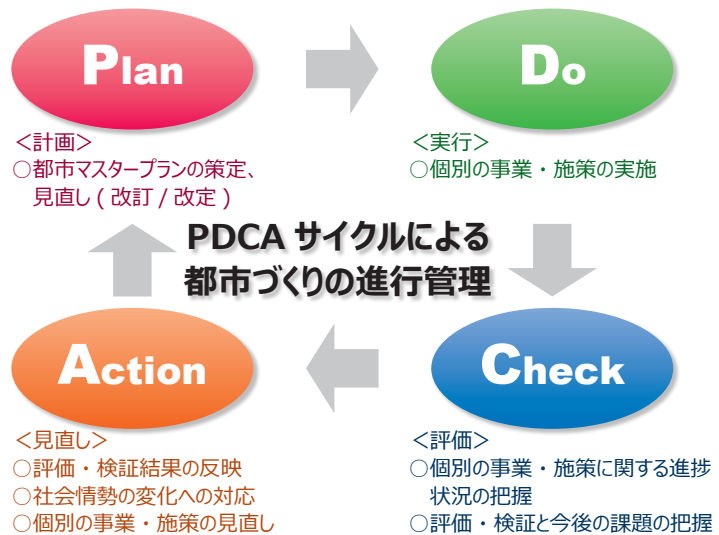 Plan
Do
<計画>
○都市マスタープランの策定、
見直し ( 改訂 / 改定 )
<実行>
○個別の事業・施策の実施
PDCA サイクルによる
都市づくりの進行管理
Action
Check
<見直し>
○評価・検証結果の反映
○社会情勢の変化への対応
○個別の事業・施策の見直し
<評価>
○個別の事業・施策に関する進捗
状況の把握
○評価・検証と今後の課題の把握